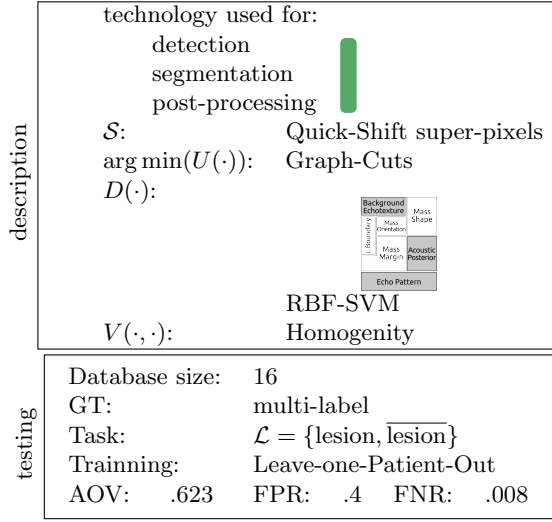 technology used for:
detection
segmentation
post-processing
𝒮: Quick-Shift super-pixels
arg min(U(·)): Graph-Cuts
D(·):
Background Echotexture
Mass Shape
Mass Orientation
L. Boundary
Mass Margin
Acoustic Posterior
Echo Pattern
RBF-SVM
V(·,·): Homogenity
description
Database size: 16
GT: multi-label
Task: ℒ = {lesion, \overline{lesion}}
Trainning: Leave-one-Patient-Out
AOV: .623 FPR: .4 FNR: .008
testing